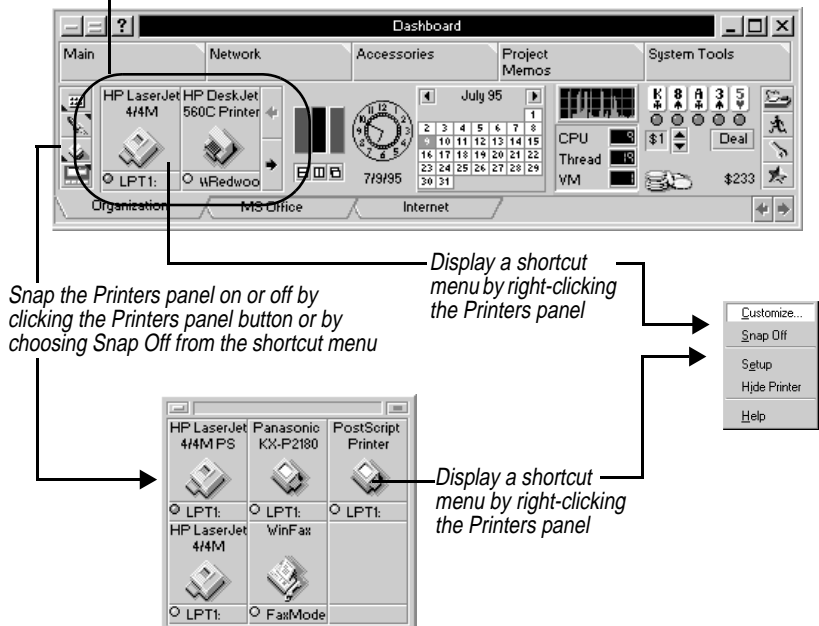 ?
Dashboard
Main
Network
Accessories
Project
Memos
System Tools
HP LaserJet
4/4M
HP DeskJet
560C Printer
LPT1:
\\Redwoo
7/9/95
July 95
1
2 3 4 5 6 7 8
9 10 11 12 13 14 15
16 17 18 19 20 21 22
23 24 25 26 27 28 29
30 31
CPU 9
Thread 19
VM
K 8 A 3 5
$1
Deal
$233
Organization
MS Office
Internet
Display a shortcut
menu by right-clicking
the Printers panel
Snap the Printers panel on or off by
clicking the Printers panel button or by
choosing Snap Off from the shortcut menu
Customize...
Snap Off
Setup
Hide Printer
Help
HP LaserJet
4/4M PS
Panasonic
KX-P2180
PostScript
Printer
LPT1:
LPT1:
LPT1:
HP LaserJet
4/4M
WinFax
LPT1:
FaxMode
Display a shortcut
menu by right-clicking
the Printers panel